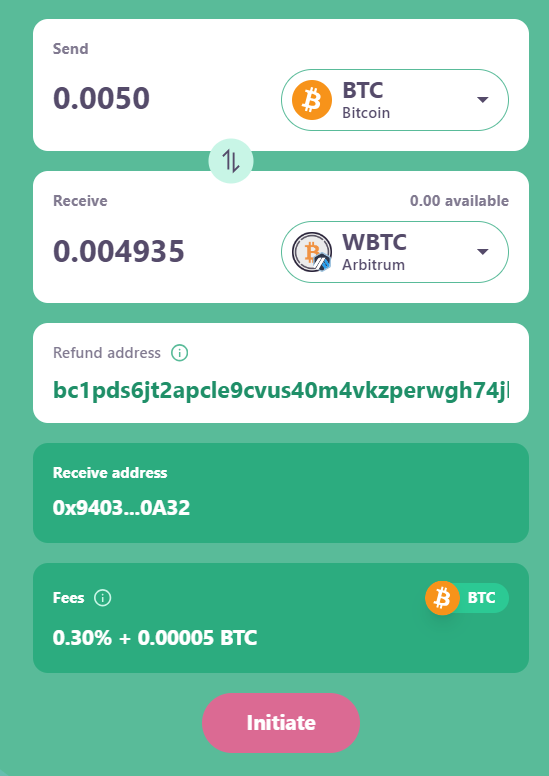 Send
0.0050
BTC
Bitcoin
Receive
0.00 available
0.004935
WBTC
Arbitrum
Refund address
bc1pds6jt2apcle9cvus40m4vkzperwgh74j
Receive address
0x9403...0A32
Fees
BTC
0.30% + 0.00005 BTC
Initiate